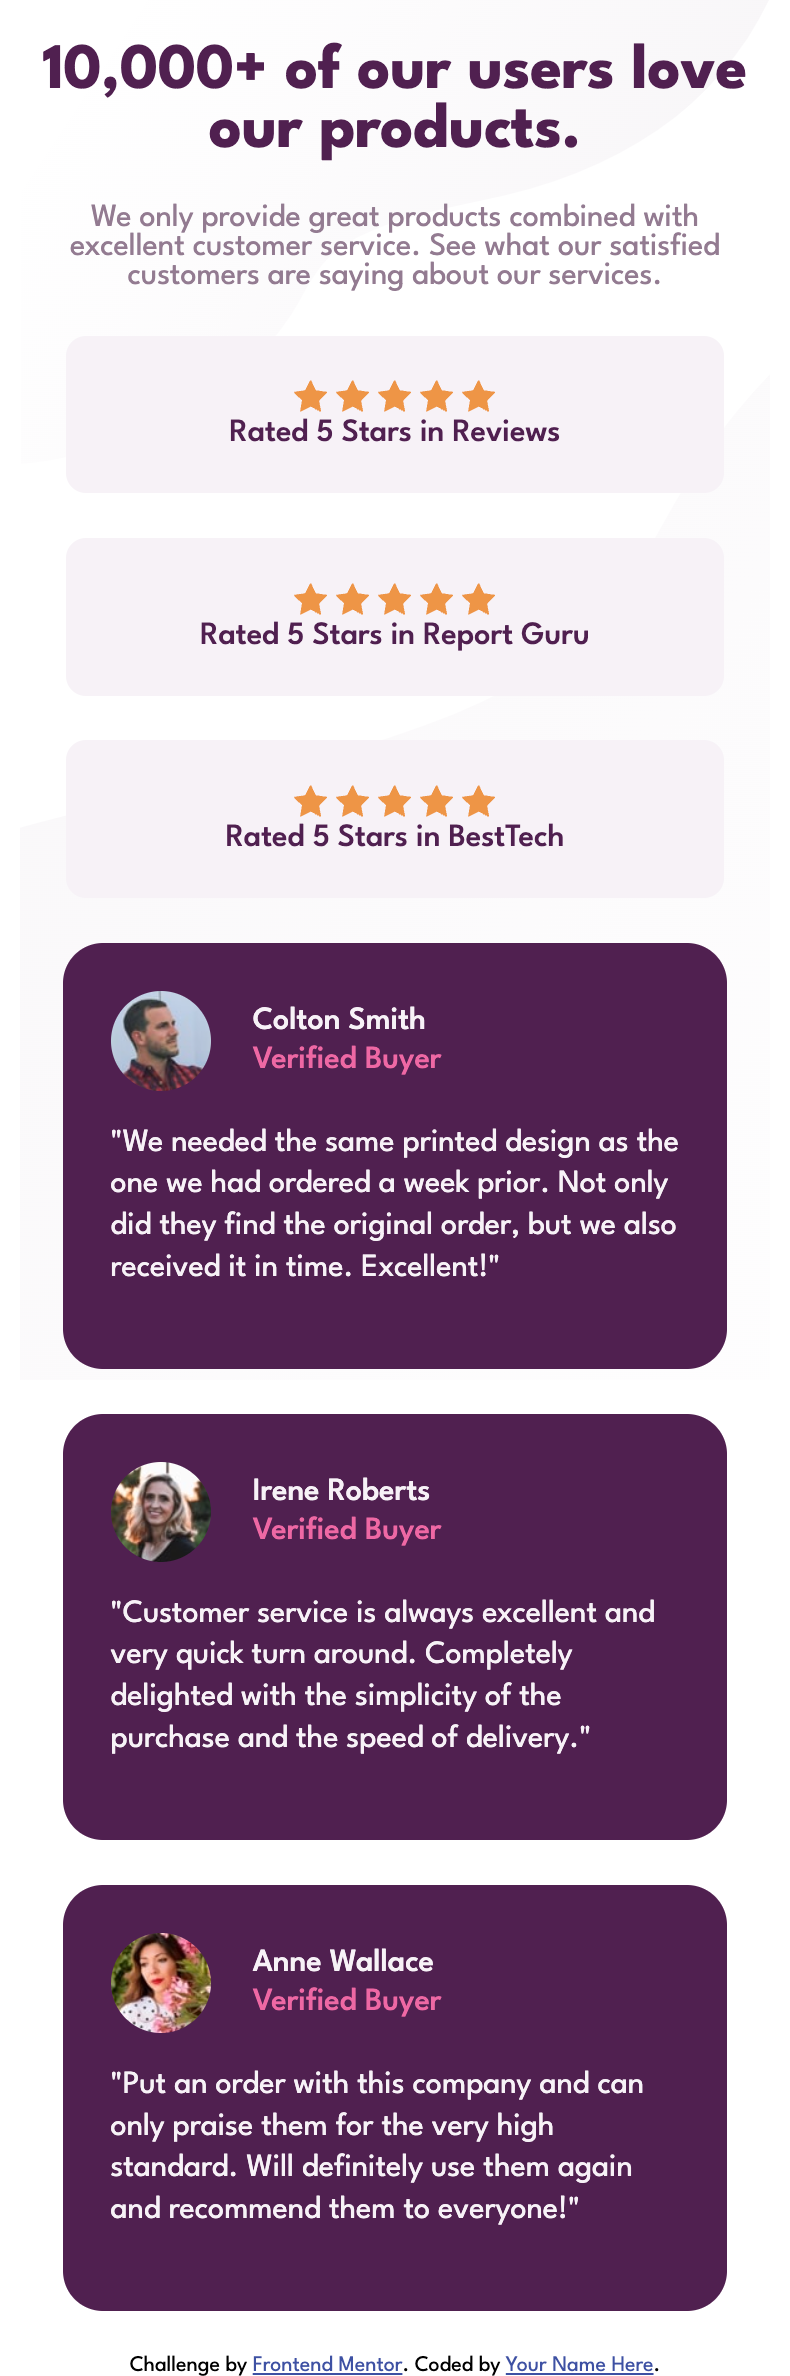 10,000+ of our users love
our products.
We only provide great products combined with
excellent customer service. See what our satisfied
customers are saying about our services.
Rated 5 Stars in Reviews
Rated 5 Stars in Report Guru
Rated 5 Stars in BestTech
Colton Smith
Verified Buyer
"We needed the same printed design as the
one we had ordered a week prior. Not only
did they find the original order, but we also
received it in time. Excellent!"
Irene Roberts
Verified Buyer
"Customer service is always excellent and
very quick turn around. Completely
delighted with the simplicity of the
purchase and the speed of delivery."
Anne Wallace
Verified Buyer
"Put an order with this company and can
only praise them for the very high
standard. Will definitely use them again
and recommend them to everyone!"
Challenge by Frontend Mentor. Coded by Your Name Here.